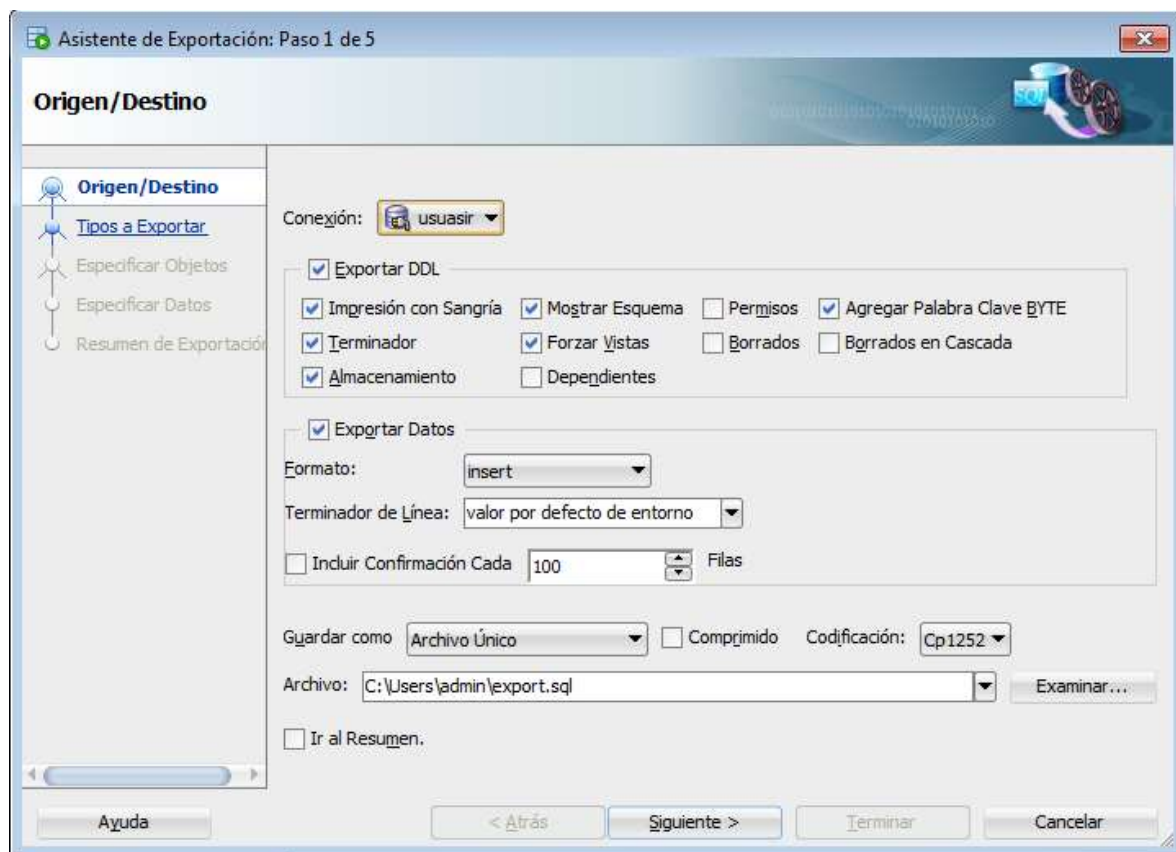 Asistente de Exportación: Paso 1 de 5
Origen/Destino
SQL
Origen/Destino
Tipos a Exportar
Especificar Objetos
Especificar Datos
Resumen de Exportación
Conexión: usuasir
Exportar DDL
Impresión con Sangría Mostrar Esquema Permisos Agregar Palabra Clave BYTE
Terminador Forzar Vistas Borrados Borrados en Cascada
Almacenamiento Dependientes
Exportar Datos
Formato: insert
Terminador de Línea: valor por defecto de entorno
Incluir Confirmación Cada 100 Filas
Guardar como Archivo Único Comprimido Codificación: Cp1252
Archivo: C:\Users\admin\export.sql Examinar...
Ir al Resumen.
Ayuda < Atrás Siguiente > Terminar Cancelar